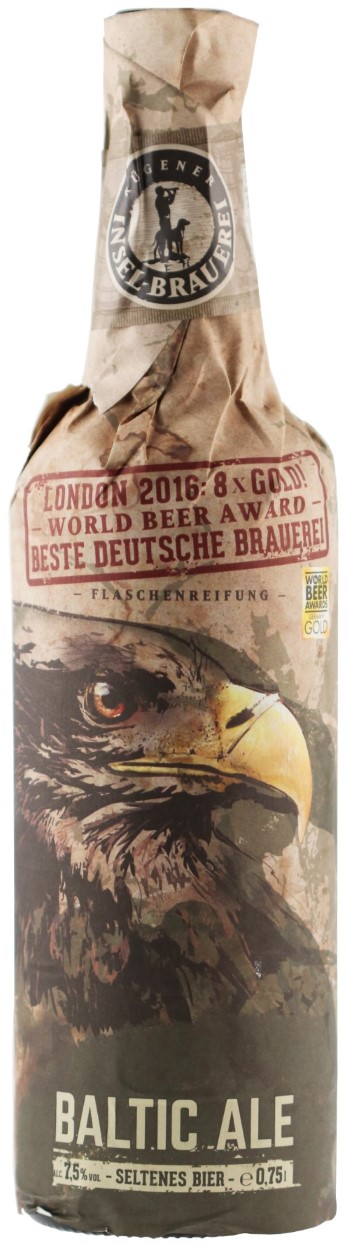 RÜGENER
INSEL-BRAUEREI
LONDON 2016: 8 x GOLD!
- WORLD BEER AWARD -
BESTE DEUTSCHE BRAUEREI
- FLASCHENREIFUNG -
WORLD
BEER
AWARDS
GOLD
BALTIC ALE
ALC. 7,5% VOL - SELTENES BIER - ℮ 0,75 l